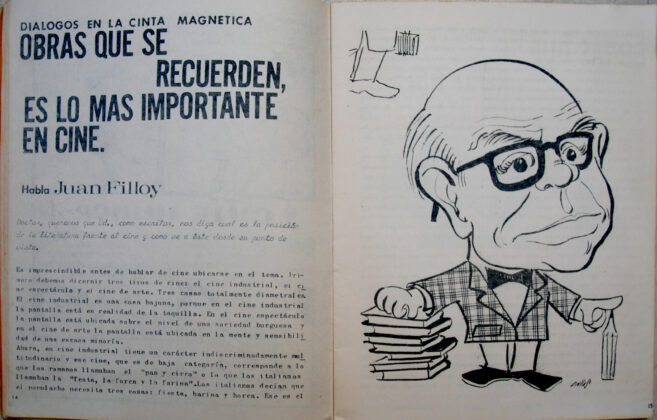 DIALOGOS EN LA CINTA MAGNETICA
OBRAS QUE SE
RECUERDEN,
ES LO MAS IMPORTANTE
EN CINE.
Habla Juan Filloy
Doctor, queremos que Ud., como escritor, nos diga cual es la posición
de la literatura frente al cine y como ve a éste desde su punto de
vista.
Es imprescindible antes de hablar de cine ubicarse en el tema. Pri-
mero debemos dicernir tres tipos de cine: el cine industrial, el ci
ne espectáculo y el cine de arte. Tres casas totalmente diametrales.
El cine industrial es una casa bajuna, porque en el cine industrial
la pantalla está en realidad de la taquilla. En el cine espectáculo
la pantalla está ubicada sobre el nivel de una sociedad burguesa y
en el cine de arte la pantalla está ubicada en la mente y sensibili
dad de una escasa minoría.
Ahora, en cine industrial tiene un carácter indiscriminadamente mul
titudinario y ese cine, que es de baja categoría, corresponde a lo
que los romanos llamaban el "pan y circo" o lo que los italianos
llamaban la "festa, la forca y la farina". Los italianos decían que
el populacho necesita tres cosas: fiesta, harina y horca. Ese es el
14
15